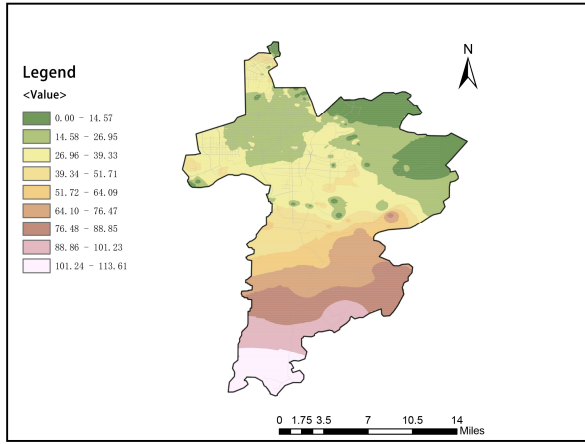 N
Legend
<Value>
0.00 - 14.57
14.58 - 26.95
26.96 - 39.33
39.34 - 51.71
51.72 - 64.09
64.10 - 76.47
76.48 - 88.85
88.86 - 101.23
101.24 - 113.61
0 1.75 3.5 7 10.5 14
Miles